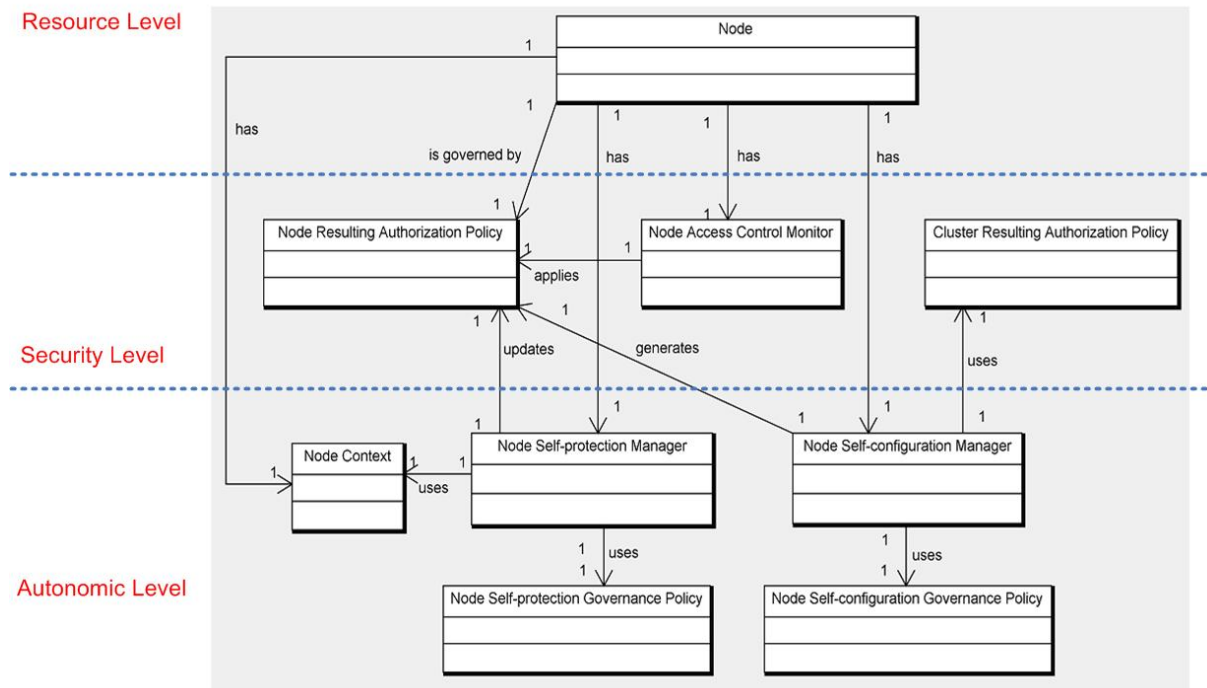 Resource Level
Node
1
1
1
1
1
1
has
is governed by
has
has
has
1
1
1
Node Resulting Authorization Policy
Node Access Control Monitor
Cluster Resulting Authorization Policy
1
1
applies
1
1
1
Security Level
updates
generates
uses
1
1
1
1
1
Node Self-protection Manager
Node Self-configuration Manager
Node Context
1
1
1
uses
Autonomic Level
1
uses
1
uses
1
1
Node Self-protection Governance Policy
Node Self-configuration Governance Policy